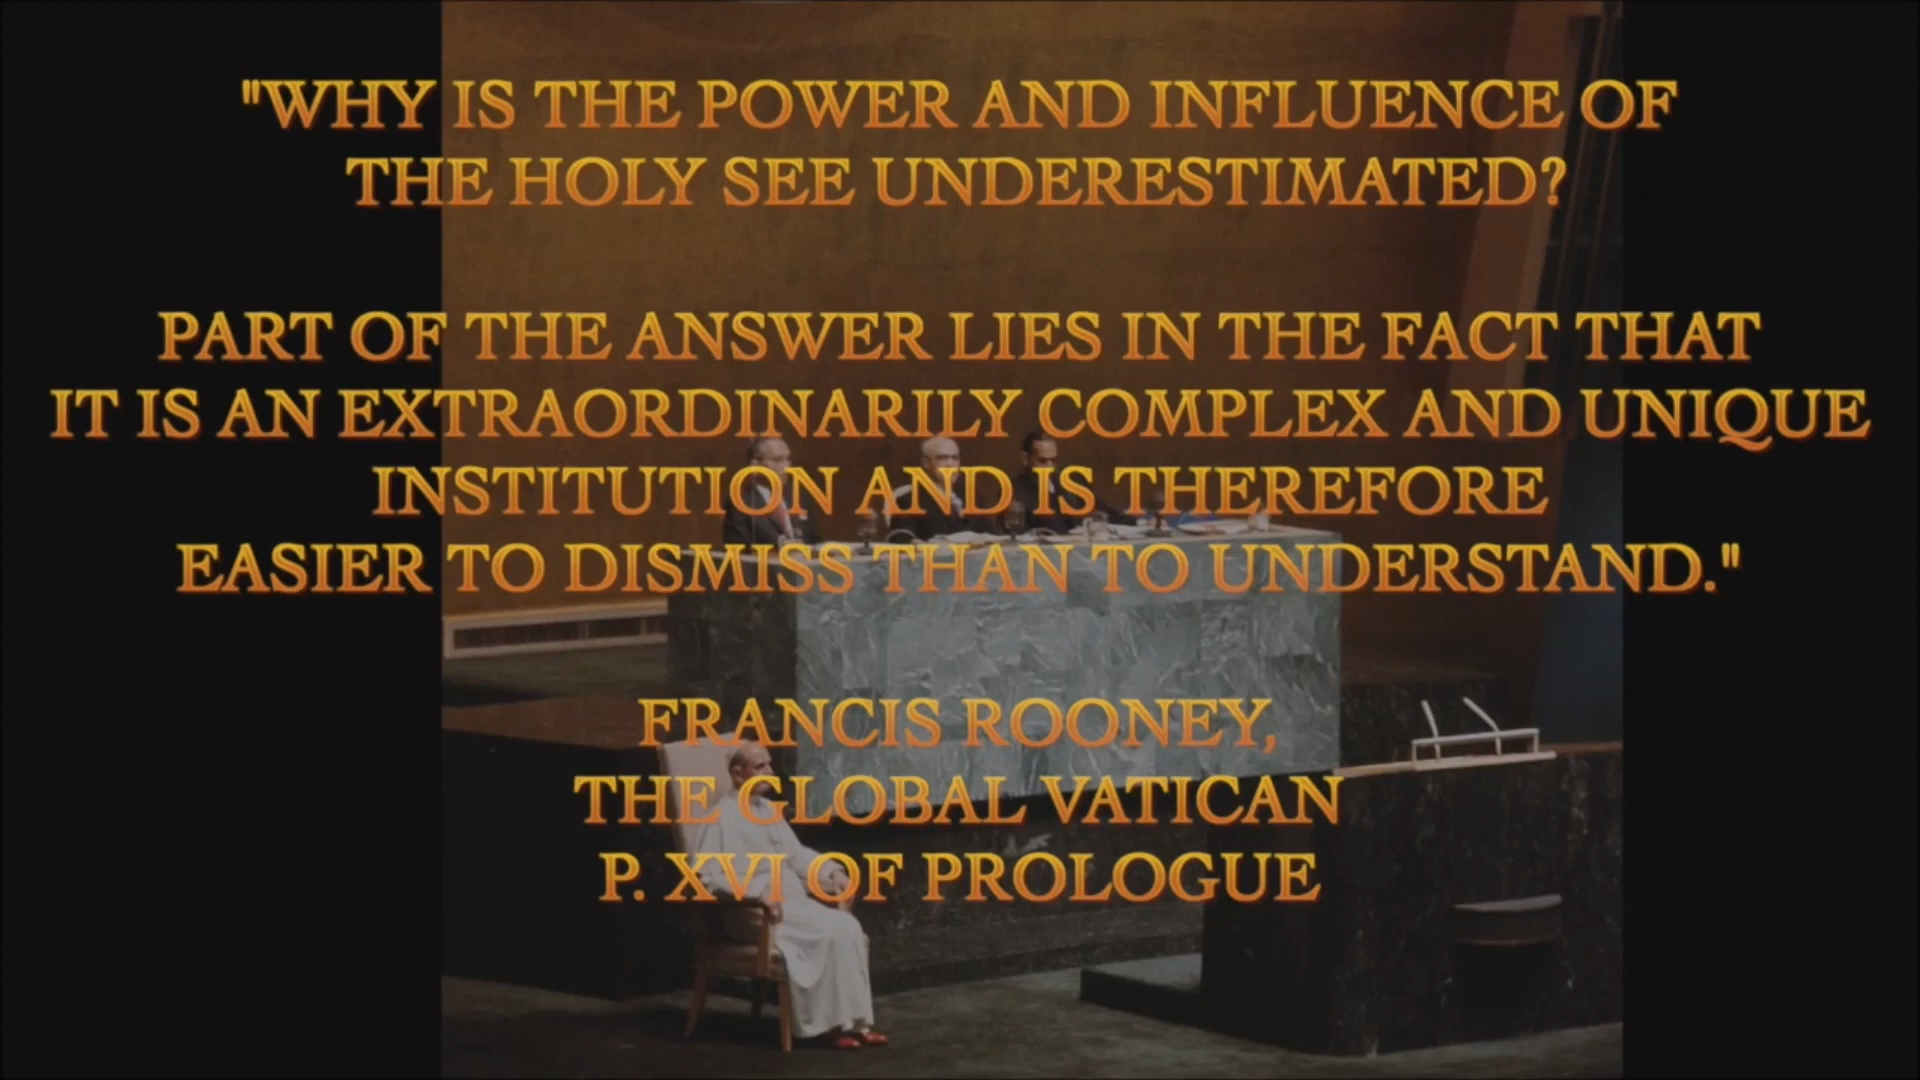 "WHY IS THE POWER AND INFLUENCE OF
THE HOLY SEE UNDERESTIMATED?
PART OF THE ANSWER LIES IN THE FACT THAT
IT IS AN EXTRAORDINARILY COMPLEX AND UNIQUE
INSTITUTION AND IS THEREFORE
EASIER TO DISMISS THAN TO UNDERSTAND."
FRANCIS ROONEY,
THE GLOBAL VATICAN
P. XVI OF PROLOGUE